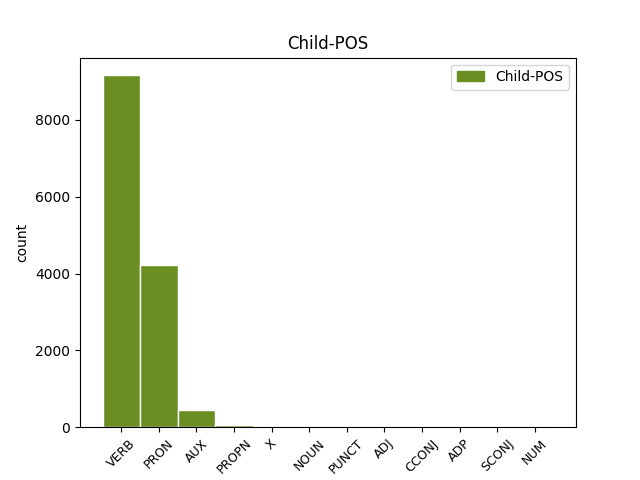 Child-POS
Child-POS
count
8000
6000
4000
2000
0
VERB PRON AUX PROPN X NOUN PUNCT ADJ CCONJ ADP SCONJ NUM